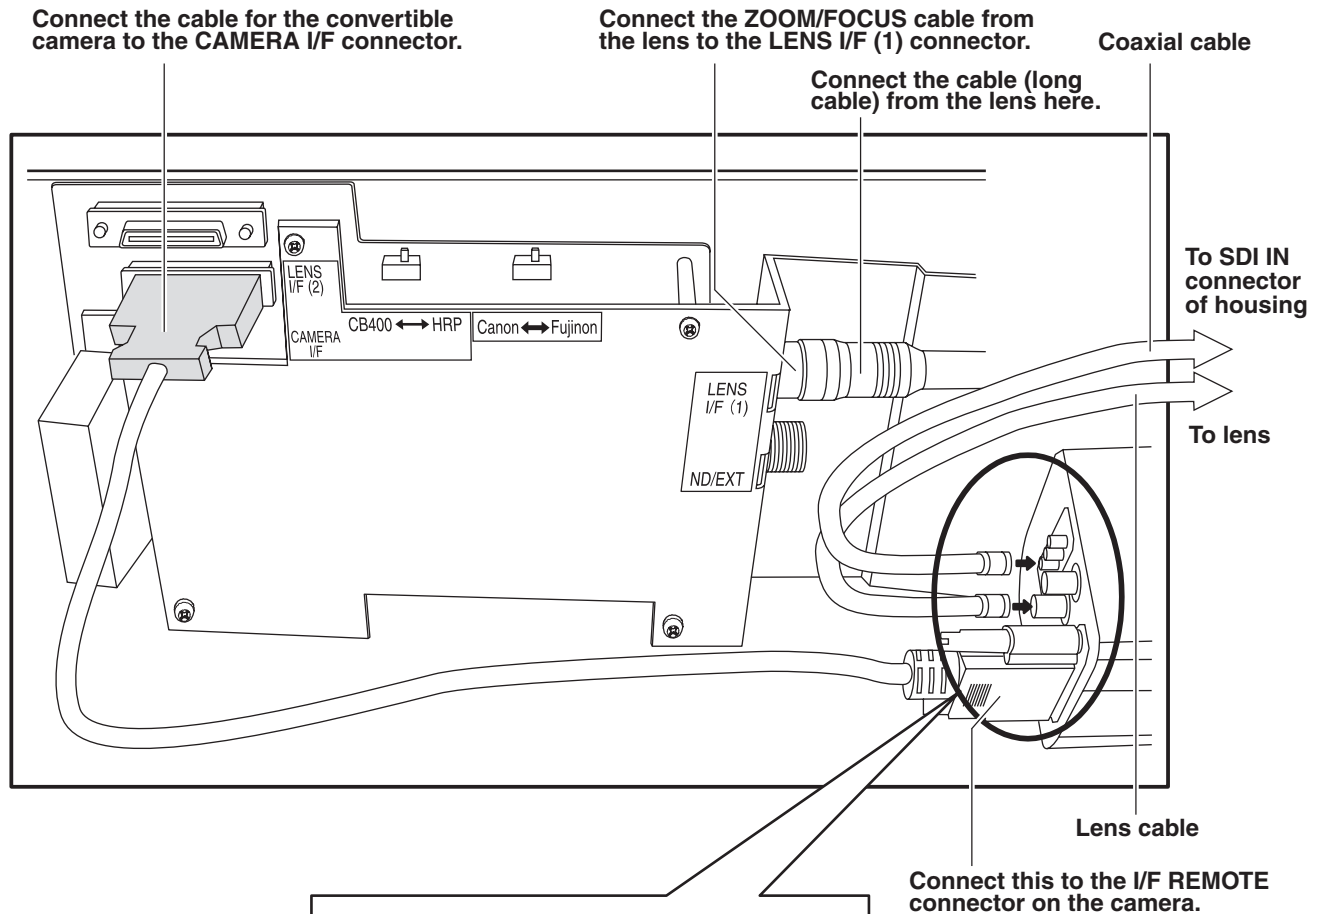 Connect the cable for the convertible
camera to the CAMERA I/F connector.
Connect the ZOOM/FOCUS cable from
the lens to the LENS I/F (1) connector.
Coaxial cable
Connect the cable (long
cable) from the lens here.
To SDI IN
connector
of housing
To lens
LENS
I/F (2)
CAMERA
I/F
CB400 ↔ HRP
Canon ↔ Fujinon
LENS
I/F (1)
ND/EXT
Lens cable
Connect this to the I/F REMOTE
connector on the camera.